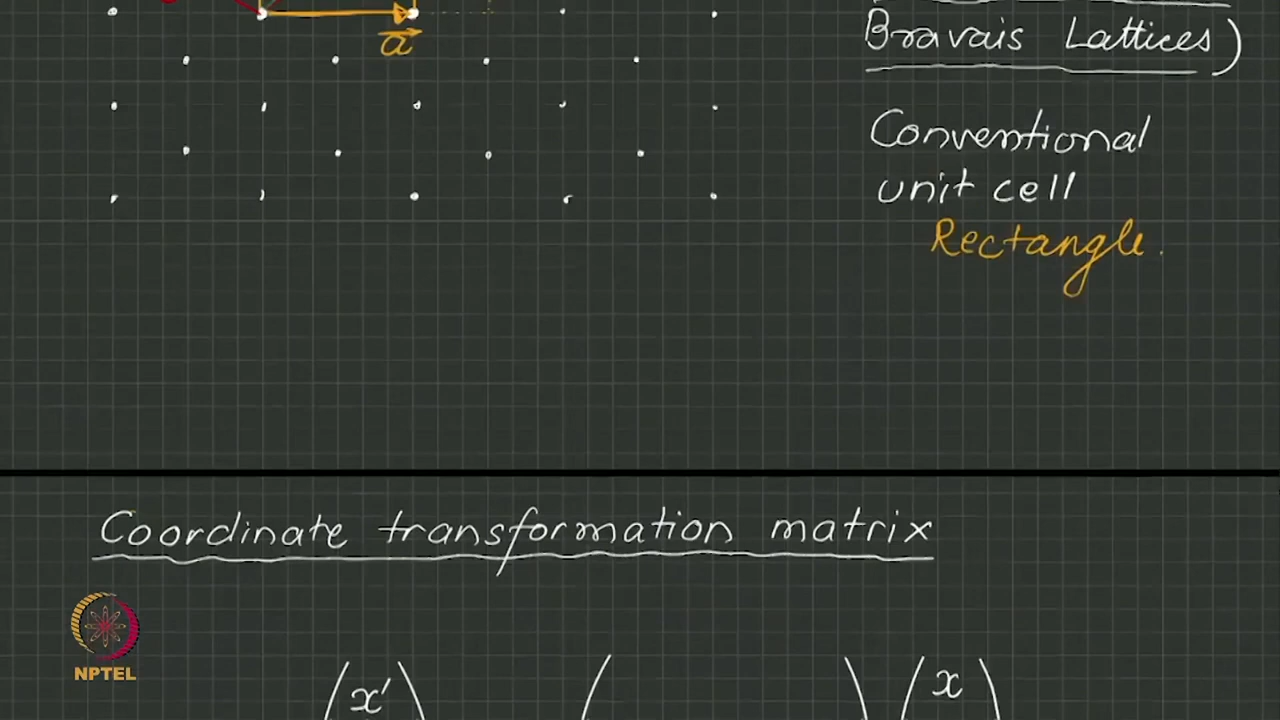 a
Bravais Lattices)
Conventional
unit cell
Rectangle.
Coordinate transformation matrix
NPTEL
(x') ( ) (x)